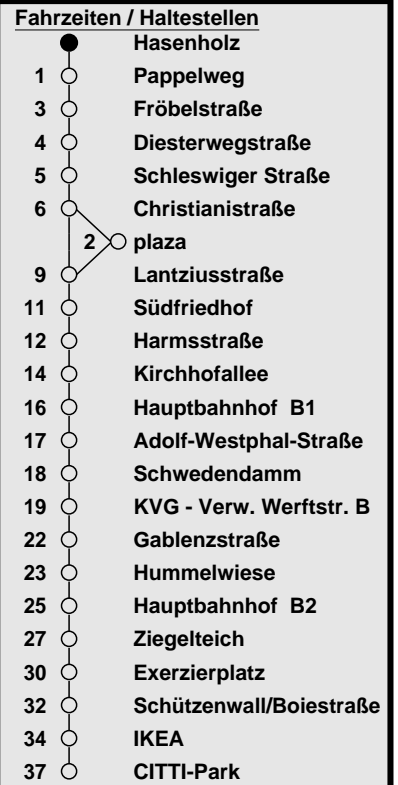 Fahrzeiten / Haltestellen
Hasenholz
1 Pappelweg
3 Fröbelstraße
4 Diesterwegstraße
5 Schleswiger Straße
6 Christianistraße
2 plaza
9 Lantziusstraße
11 Südfriedhof
12 Harmsstraße
14 Kirchhofallee
16 Hauptbahnhof B1
17 Adolf-Westphal-Straße
18 Schwedendamm
19 KVG - Verw. Werftstr. B
22 Gablenzstraße
23 Hummelwiese
25 Hauptbahnhof B2
27 Ziegelteich
30 Exerzierplatz
32 Schützenwall/Boiestraße
34 IKEA
37 CITTI-Park